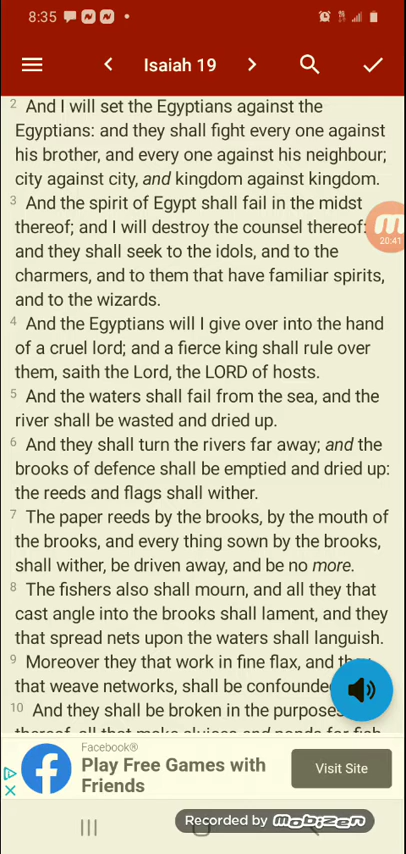 8:35
Isaiah 19
2 And I will set the Egyptians against the
Egyptians: and they shall fight every one against
his brother, and every one against his neighbour;
city against city, and kingdom against kingdom.
3 And the spirit of Egypt shall fail in the midst
thereof; and I will destroy the counsel thereof:
and they shall seek to the idols, and to the
charmers, and to them that have familiar spirits,
and to the wizards.
4 And the Egyptians will I give over into the hand
of a cruel lord; and a fierce king shall rule over
them, saith the Lord, the LORD of hosts.
5 And the waters shall fail from the sea, and the
river shall be wasted and dried up.
6 And they shall turn the rivers far away; and the
brooks of defence shall be emptied and dried up:
the reeds and flags shall wither.
7 The paper reeds by the brooks, by the mouth of
the brooks, and every thing sown by the brooks,
shall wither, be driven away, and be no more.
8 The fishers also shall mourn, and all they that
cast angle into the brooks shall lament, and they
that spread nets upon the waters shall languish.
9 Moreover they that work in fine flax, and they
that weave networks, shall be confounde
10 And they shall be broken in the purposes
thereof, all that make sluices and ponds for fish.
m
20:41
Facebook®
Play Free Games with
Friends
Visit Site
Recorded by mobizen